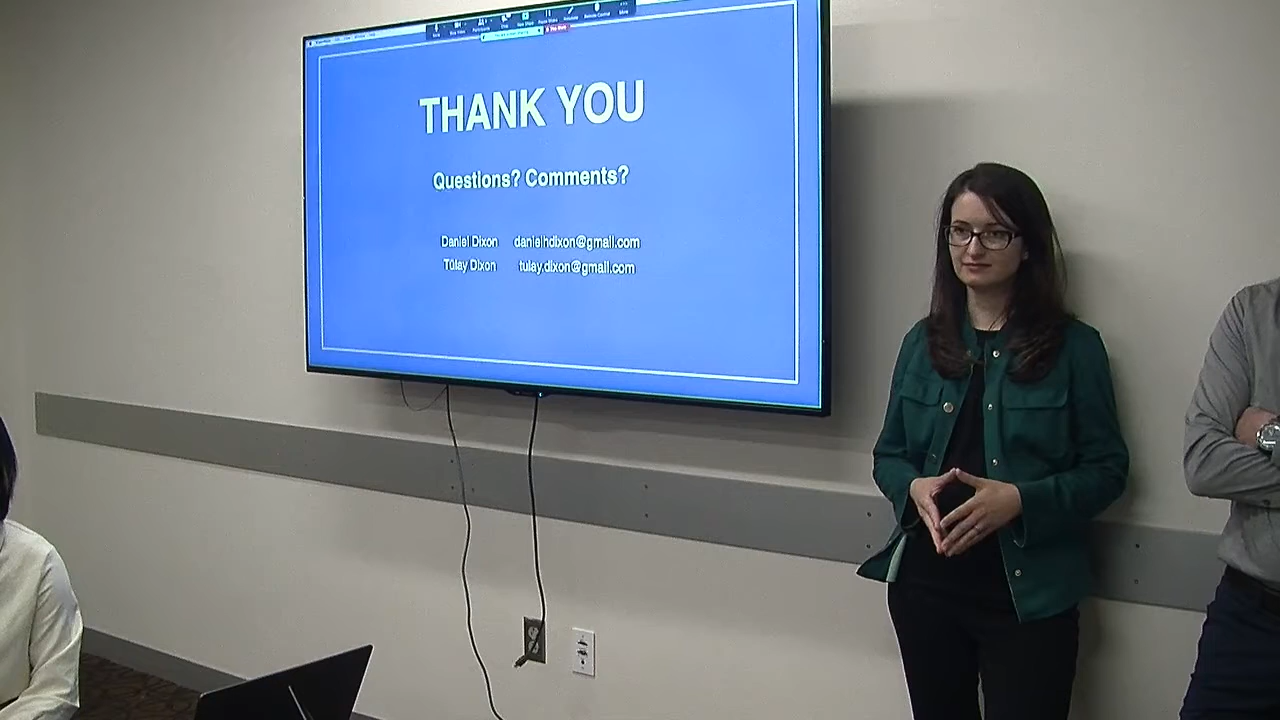 THANK YOU
Questions? Comments?
Daniel Dixon danielhdixon@gmail.com
Tülay Dixon tulay.dixon@gmail.com